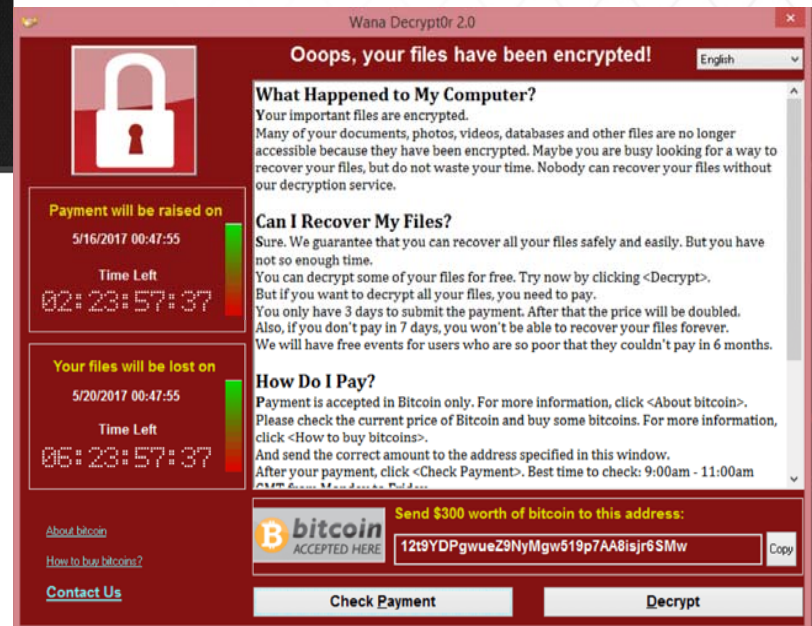 Wana Decrypt0r 2.0
Ooops, your files have been encrypted!
English
What Happened to My Computer?
Your important files are encrypted.
Many of your documents, photos, videos, databases and other files are no longer
accessible because they have been encrypted. Maybe you are busy looking for a way to
recover your files, but do not waste your time. Nobody can recover your files without
our decryption service.
Can I Recover My Files?
Sure. We guarantee that you can recover all your files safely and easily. But you have
not so enough time.
You can decrypt some of your files for free. Try now by clicking <Decrypt>.
But if you want to decrypt all your files, you need to pay.
You only have 3 days to submit the payment. After that the price will be doubled.
Also, if you don't pay in 7 days, you won't be able to recover your files forever.
We will have free events for users who are so poor that they couldn't pay in 6 months.
How Do I Pay?
Payment is accepted in Bitcoin only. For more information, click <About bitcoin>.
Please check the current price of Bitcoin and buy some bitcoins. For more information,
click <How to buy bitcoins>.
And send the correct amount to the address specified in this window.
After your payment, click <Check Payment>. Best time to check: 9:00am - 11:00am
GMT from Monday to Friday
Payment will be raised on
5/16/2017 00:47:55
Time Left
02:23:57:37
Your files will be lost on
5/20/2017 00:47:55
Time Left
06:23:57:37
About bitcoin
How to buy bitcoins?
Contact Us
bitcoin
ACCEPTED HERE
Send $300 worth of bitcoin to this address:
12t9YDPgwueZ9NyMgw519p7AA8isjr6SMw
Copy
Check Payment
Decrypt